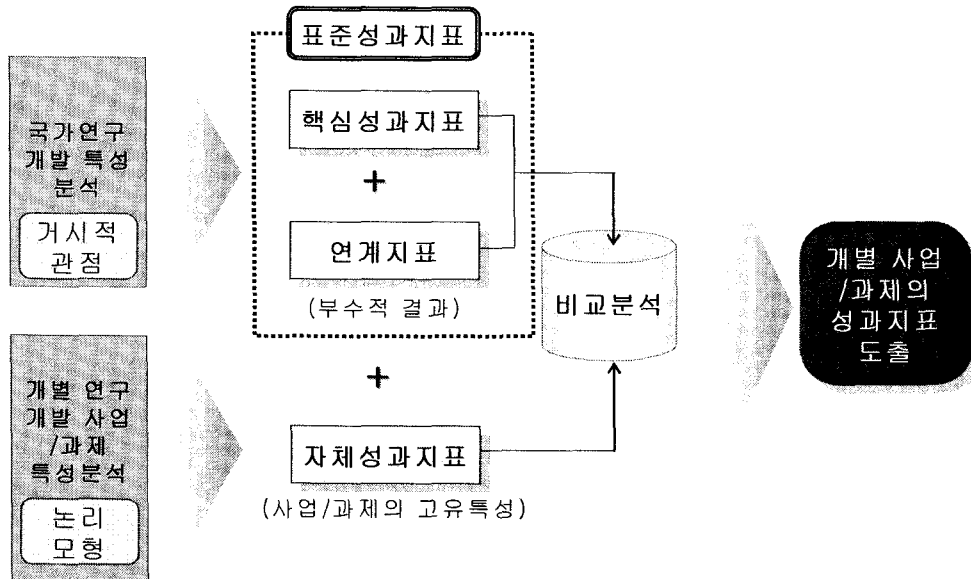 국가연구
개발 특성
분석
거시적
관점
표준성과지표
핵심성과지표
+
연계지표
(부수적 결과)
+
개별 연구
개발 사업
/과제
특성분석
논리
모형
자체성과지표
(사업/과제의 고유특성)
비교분석
개별 사업
/과제의
성과지표
도출